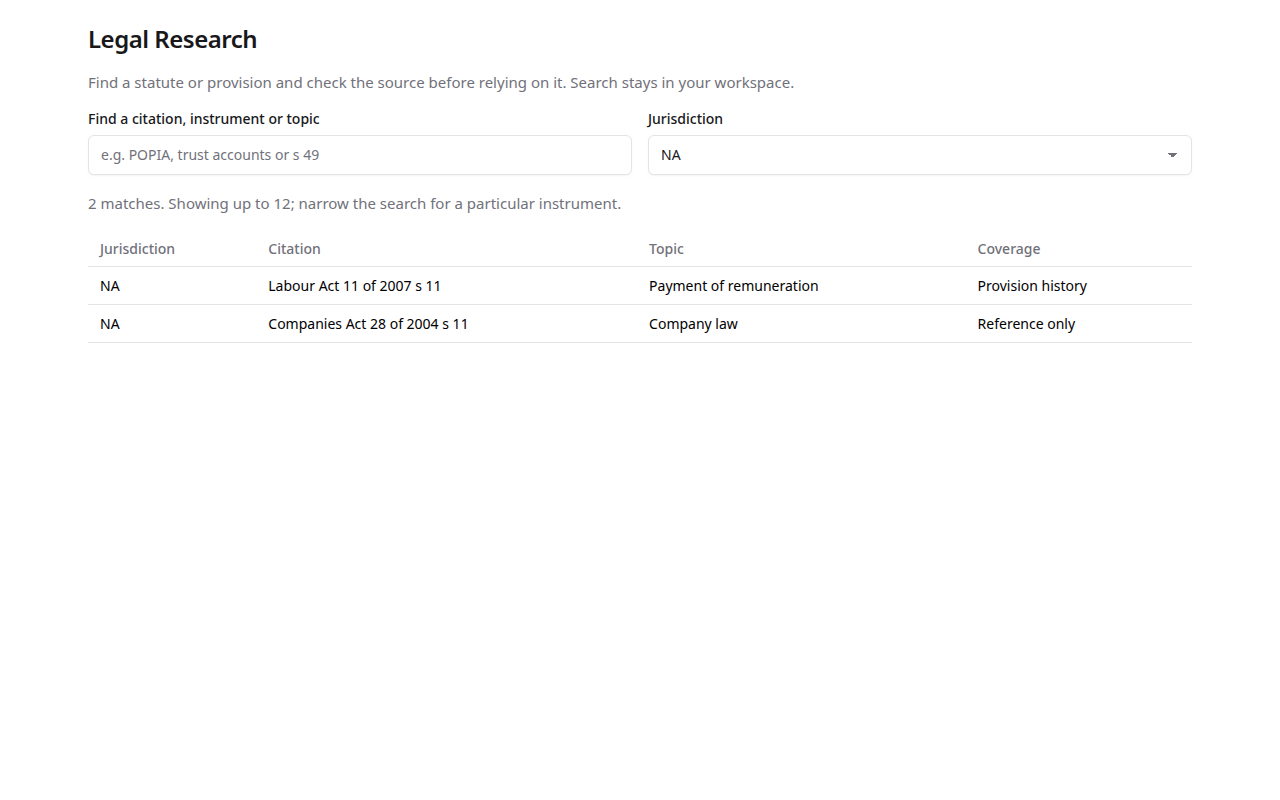 Legal Research
Find a statute or provision and check the source before relying on it. Search stays in your workspace.
Find a citation, instrument or topic
Jurisdiction
e.g. POPIA, trust accounts or s 49
NA
2 matches. Showing up to 12; narrow the search for a particular instrument.
Jurisdiction Citation Topic Coverage
NA Labour Act 11 of 2007 s 11 Payment of remuneration Provision history
NA Companies Act 28 of 2004 s 11 Company law Reference only